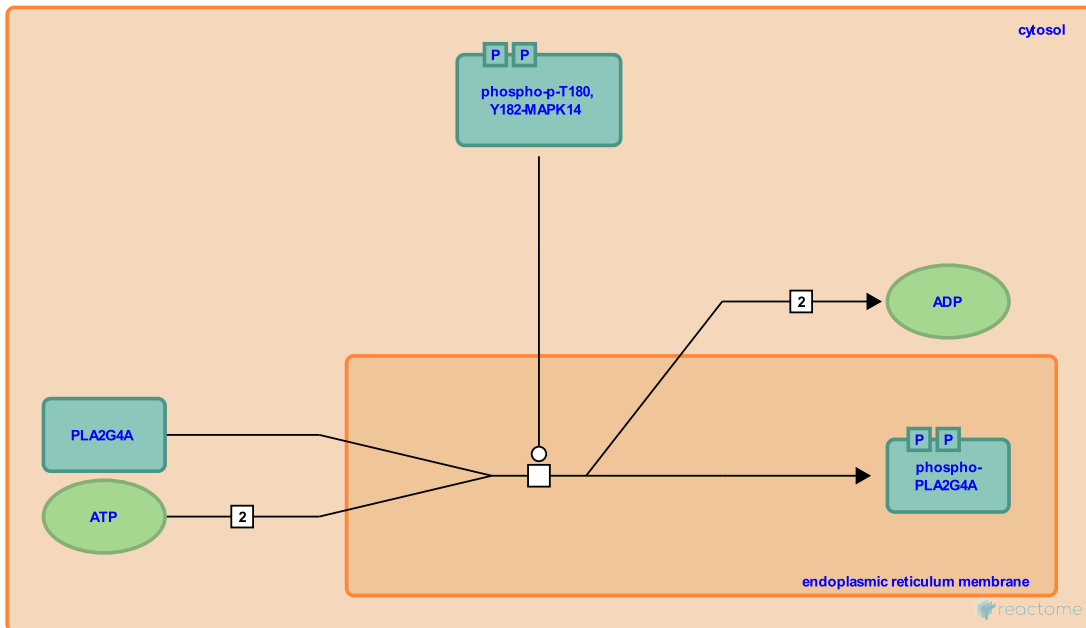 cytosol
P P
phospho-p-T180,
Y182-MAPK14
2
ADP
PLA2G4A
P P
phospho-
PLA2G4A
ATP
2
endoplasmic reticulum membrane
reactome